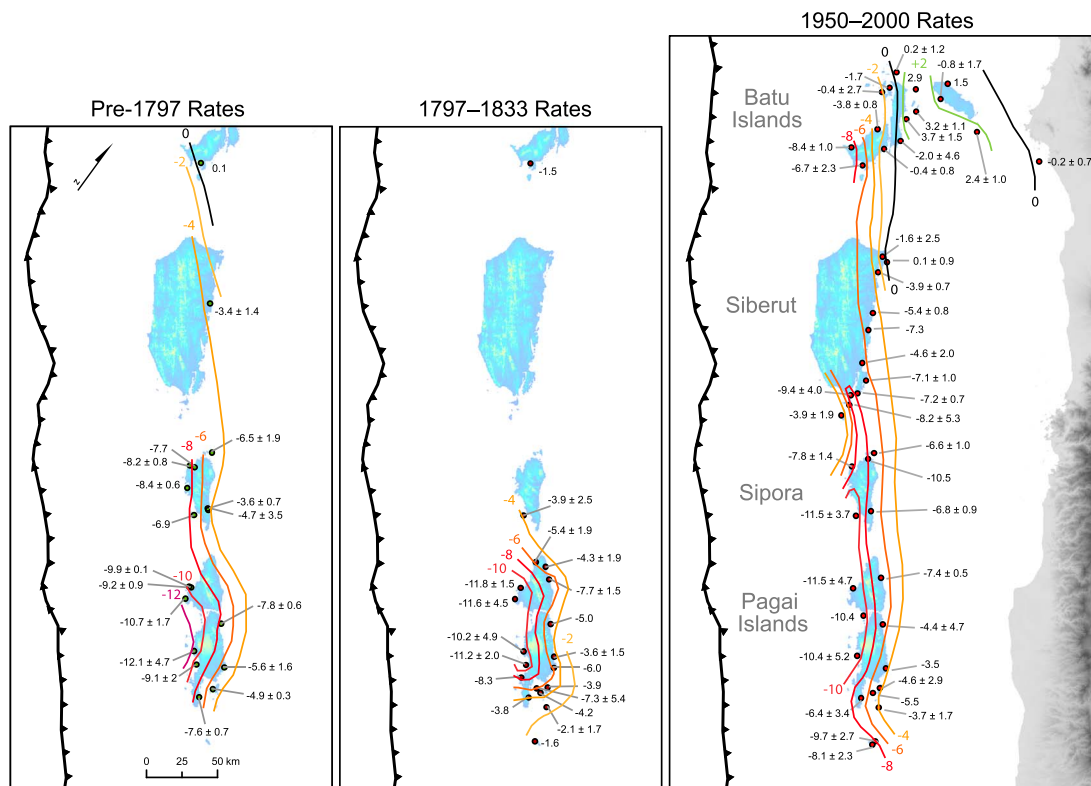 Pre-1797 Rates
0
-2
0.1
z
-4
-3.4 ± 1.4
-6
-8
-6.5 ± 1.9
-7.7
-8.2 ± 0.8
-8.4 ± 0.6
-3.6 ± 0.7
-4.7 ± 3.5
-6.9
-9.9 ± 0.1
-9.2 ± 0.9
-10
-12
-10.7 ± 1.7
-7.8 ± 0.6
-12.1 ± 4.7
-9.1 ± 2
-5.6 ± 1.6
-4.9 ± 0.3
-7.6 ± 0.7
0 25 50 km
1797–1833 Rates
-1.5
-4
-3.9 ± 2.5
-5.4 ± 1.9
-6
-8
-4.3 ± 1.9
-10
-11.8 ± 1.5
-7.7 ± 1.5
-11.6 ± 4.5
-5.0
-10.2 ± 4.9
-2
-3.6 ± 1.5
-11.2 ± 2.0
-6.0
-8.3
-3.9
-7.3 ± 5.4
-3.8
-4.2
-2.1 ± 1.7
-1.6
1950–2000 Rates
0
0.2 ± 1.2
-2
+2
-0.8 ± 1.7
-1.7
2.9
1.5
-0.4 ± 2.7
Batu
Islands
-3.8 ± 0.8
-4
-6
-8
3.2 ± 1.1
3.7 ± 1.5
-8.4 ± 1.0
-2.0 ± 4.6
-0.2 ± 0.7
-6.7 ± 2.3
-0.4 ± 0.8
2.4 ± 1.0
0
-1.6 ± 2.5
0.1 ± 0.9
-3.9 ± 0.7
0
Siberut
-5.4 ± 0.8
-7.3
-4.6 ± 2.0
-7.1 ± 1.0
-9.4 ± 4.0
-7.2 ± 0.7
-3.9 ± 1.9
-8.2 ± 5.3
-6.6 ± 1.0
-7.8 ± 1.4
-10.5
Sipora
-11.5 ± 3.7
-6.8 ± 0.9
-11.5 ± 4.7
-7.4 ± 0.5
Pagai
Islands
-10.4
-4.4 ± 4.7
-10.4 ± 5.2
-3.5
-10
-4.6 ± 2.9
-5.5
-6.4 ± 3.4
-3.7 ± 1.7
-9.7 ± 2.7
-4
-6
-8.1 ± 2.3
-8